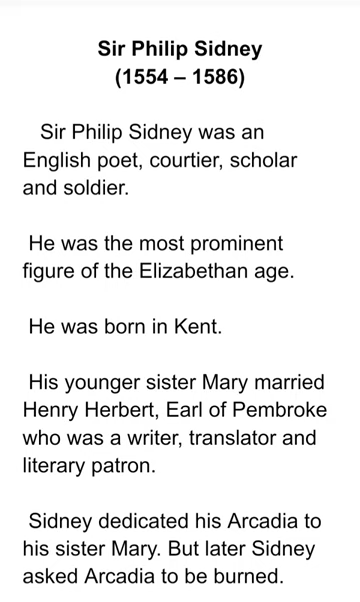 Sir Philip Sidney
(1554 – 1586)
Sir Philip Sidney was an
English poet, courtier, scholar
and soldier.
He was the most prominent
figure of the Elizabethan age.
He was born in Kent.
His younger sister Mary married
Henry Herbert, Earl of Pembroke
who was a writer, translator and
literary patron.
Sidney dedicated his Arcadia to
his sister Mary. But later Sidney
asked Arcadia to be burned.